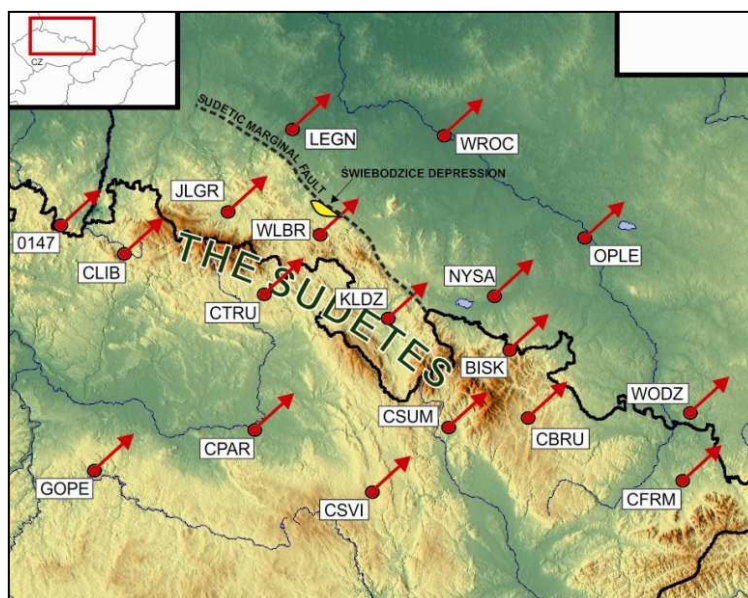 CZ
SUDETIC MARGINAL FAULT
LEGN
WROC
ŚWIEBODZICE DEPRESSION
JLGR
WLBR
0147
CLIB
OPLE
NYSA
CTRU
KLDZ
THE SUDETES
BISK
WODZ
CSUM
CBRU
CPAR
GOPE
CSVI
CFRM